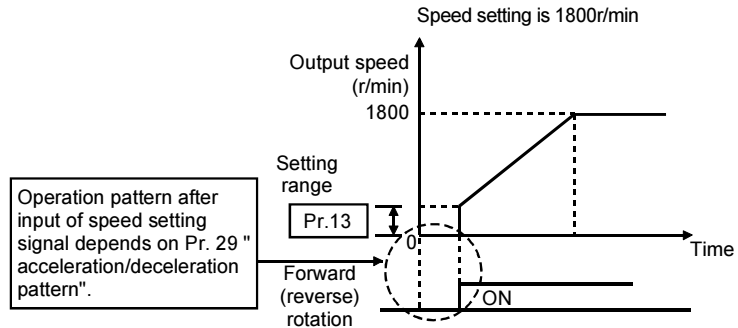 Speed setting is 1800r/min
Output speed
(r/min)
1800
Setting
range
Pr.13
Operation pattern after
input of speed setting
signal depends on Pr. 29 "
acceleration/deceleration
pattern".
0
Time
Forward
(reverse)
rotation
ON